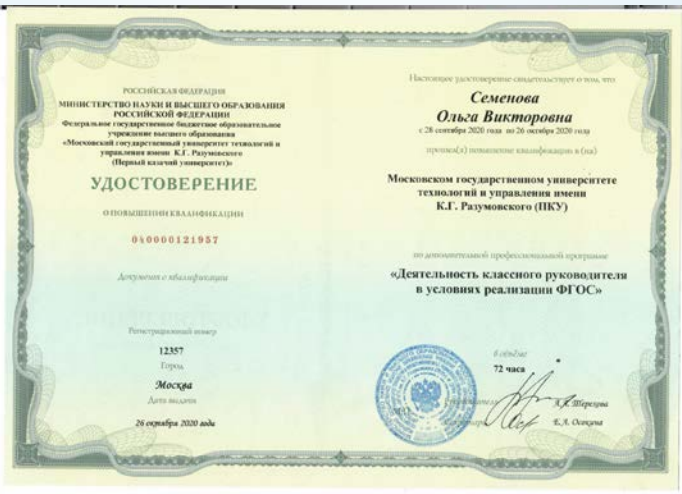 РОССИЙСКАЯ ФЕДЕРАЦИЯ
МИНИСТЕРСТВО НАУКИ И ВЫСШЕГО ОБРАЗОВАНИЯ
РОССИЙСКОЙ ФЕДЕРАЦИИ
Федеральное государственное бюджетное образовательное
учреждение высшего образования
«Московский государственный университет технологий и
управления имени К.Г. Разумовского
(Первый казачий университет)»
УДОСТОВЕРЕНИЕ
О ПОВЫШЕНИИ КВАЛИФИКАЦИИ
040000121957
Документ о квалификации
Регистрационный номер
12357
Город
Москва
Дата выдачи
26 октября 2020 года
Настоящее удостоверение свидетельствует о том, что
Семенова
Ольга Викторовна
с 28 сентября 2020 года по 26 октября 2020 года
прошел(а) повышение квалификации в (на)
Московском государственном университете
технологий и управления имени
К.Г. Разумовского (ПКУ)
по дополнительной профессиональной программе
«Деятельность классного руководителя
в условиях реализации ФГОС»
в объёме
72 часа
Руководитель
Секретарь Е.А. Осокина